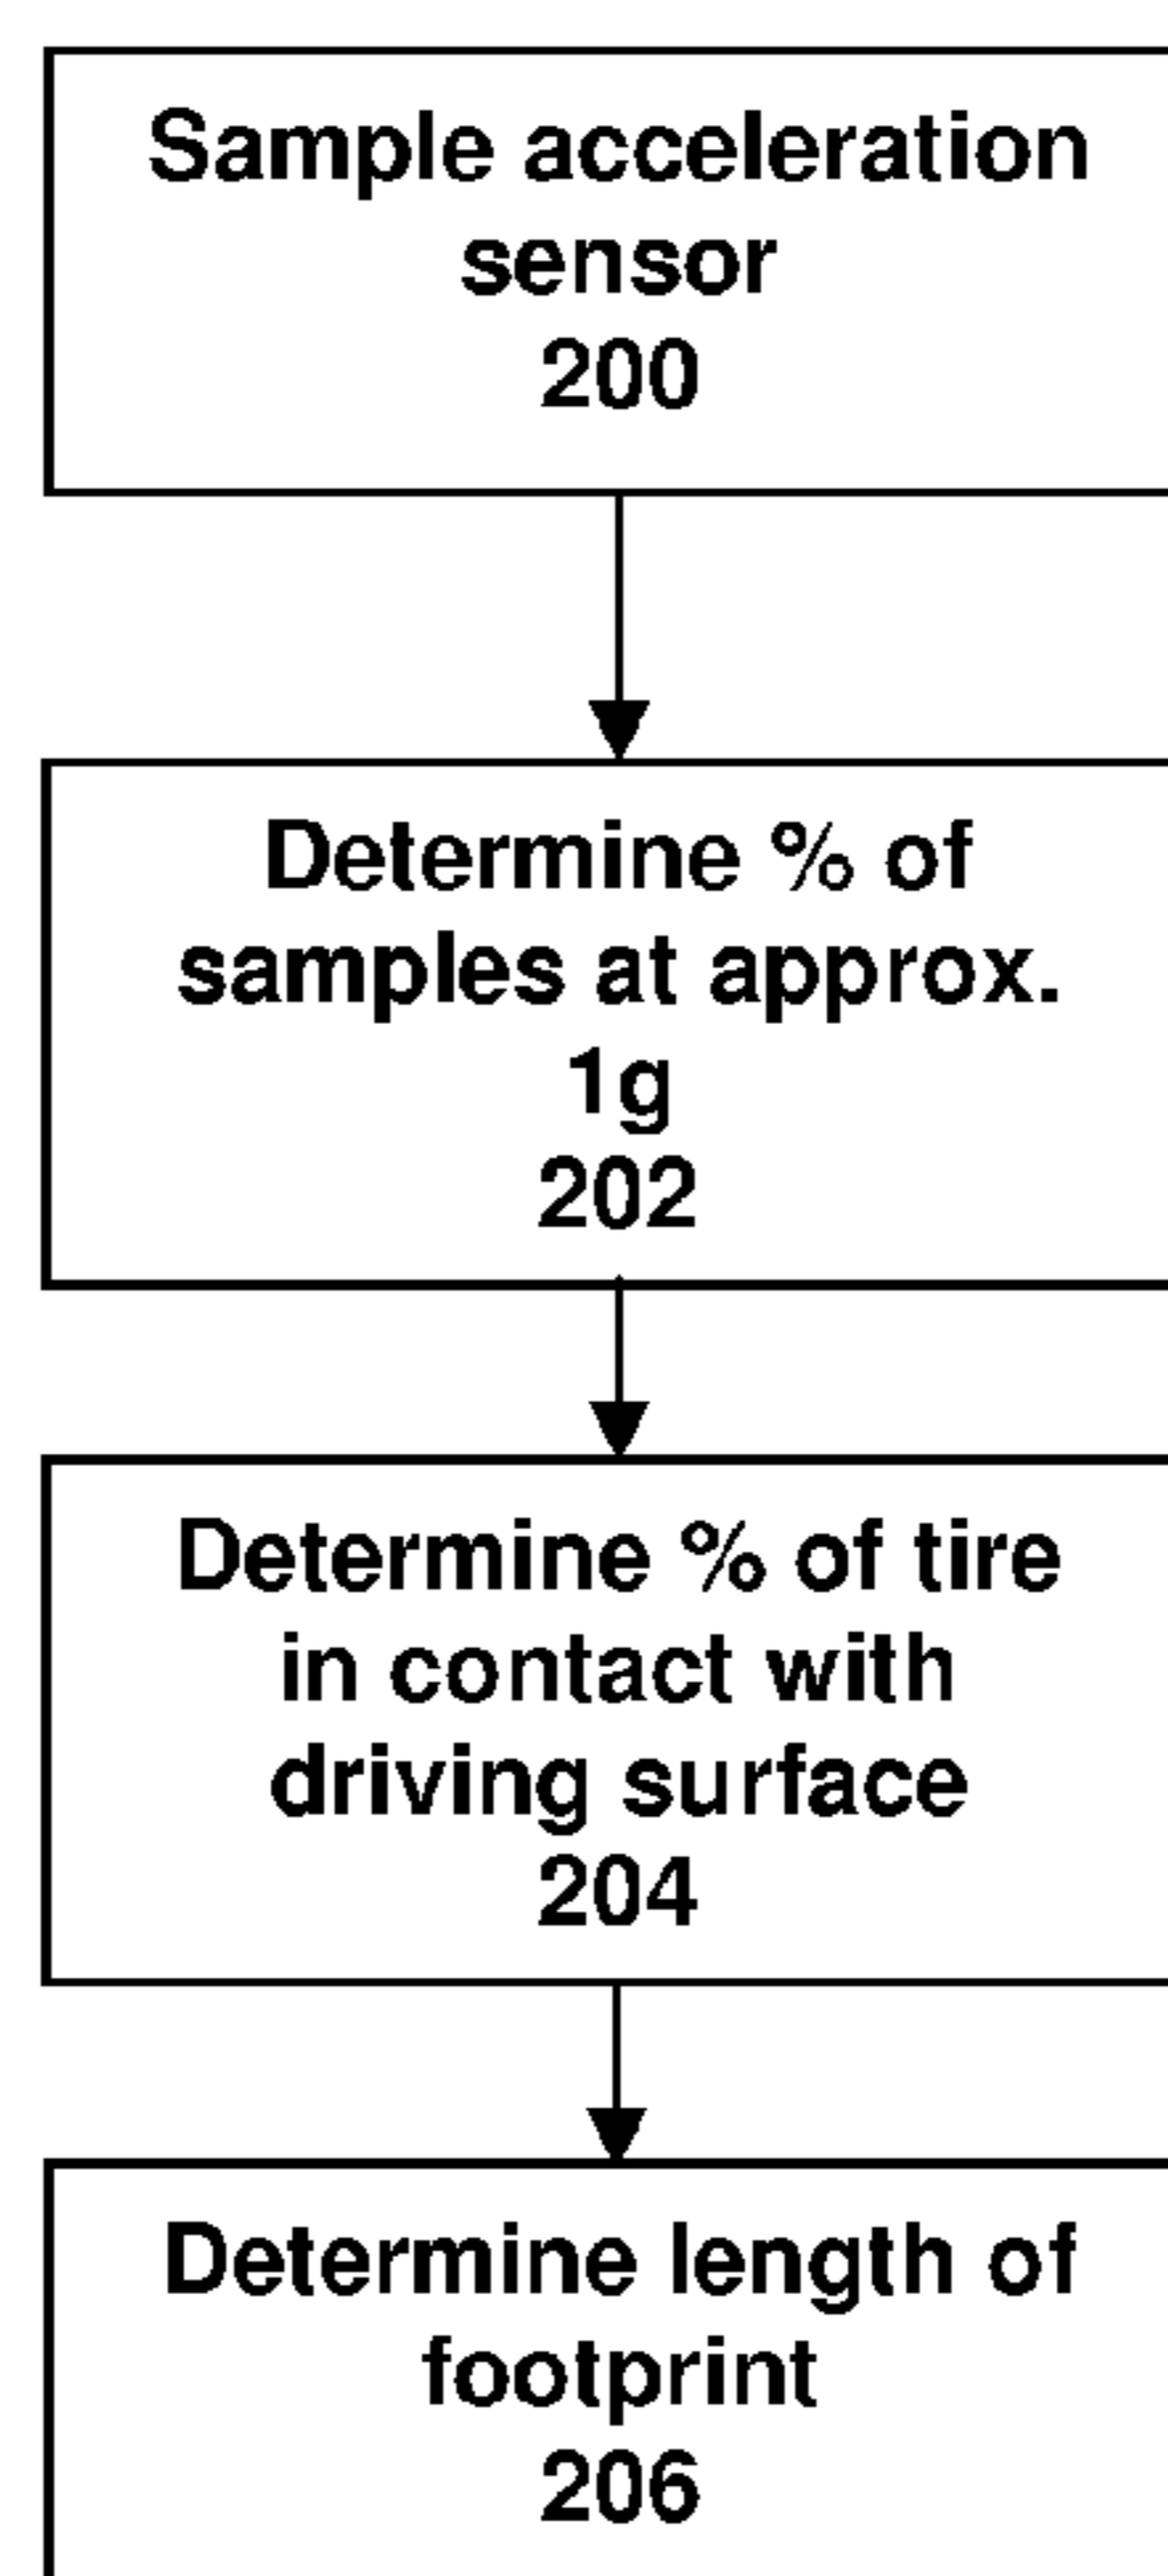 Sample acceleration
sensor
200
Determine % of
samples at approx.
1g
202
Determine % of tire
in contact with
driving surface
204
Determine length of
footprint
206